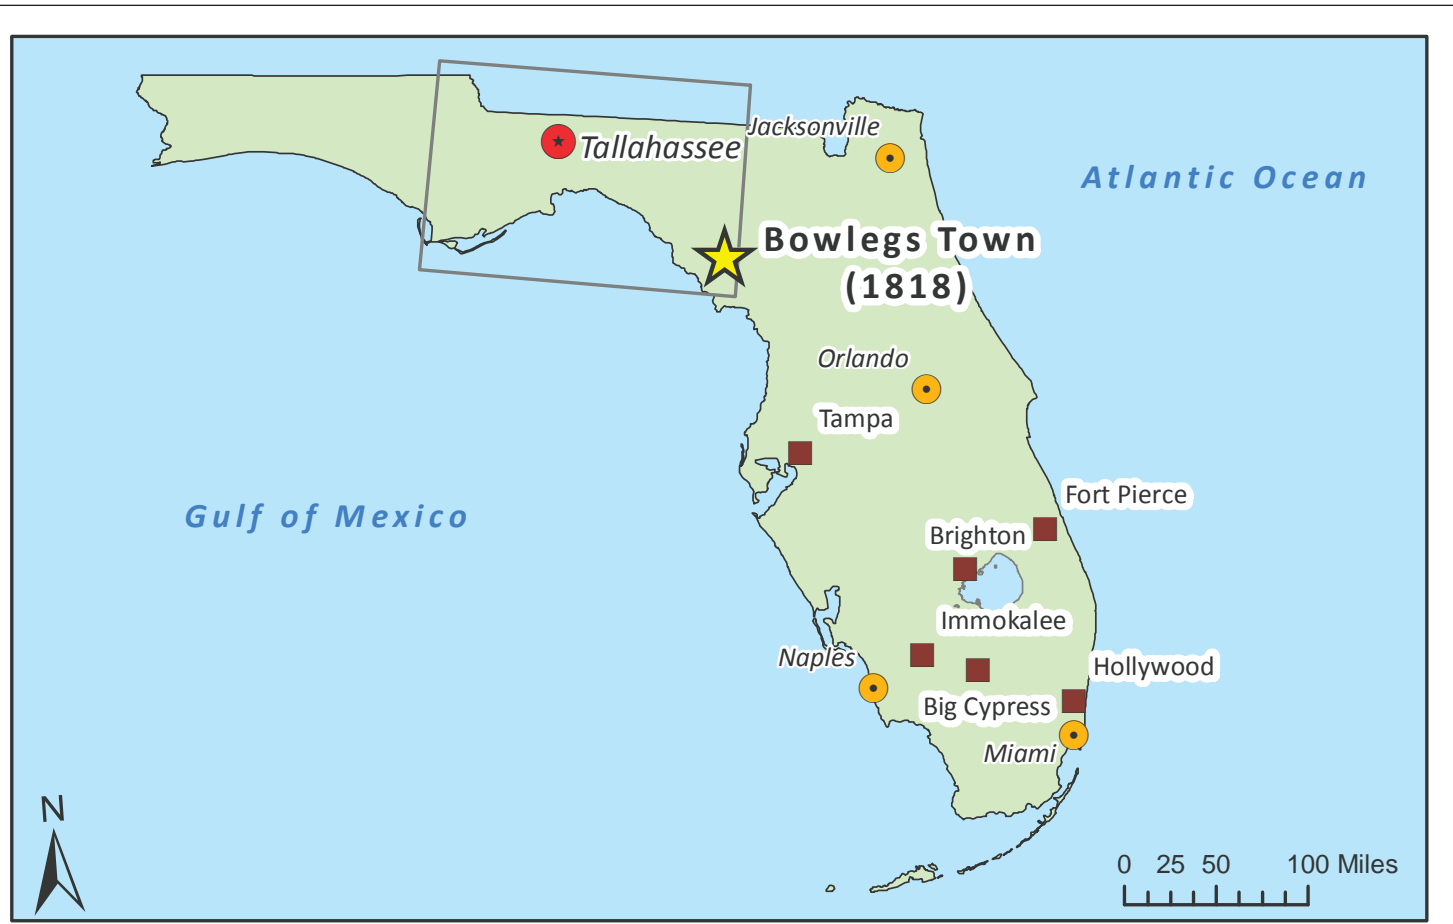 Jacksonville
Tallahassee
Atlantic Ocean
Bowlegs Town
(1818)
Orlando
Tampa
Fort Pierce
Gulf of Mexico
Brighton
Immokalee
Naples
Hollywood
Big Cypress
Miami
N
0 25 50 100 Miles